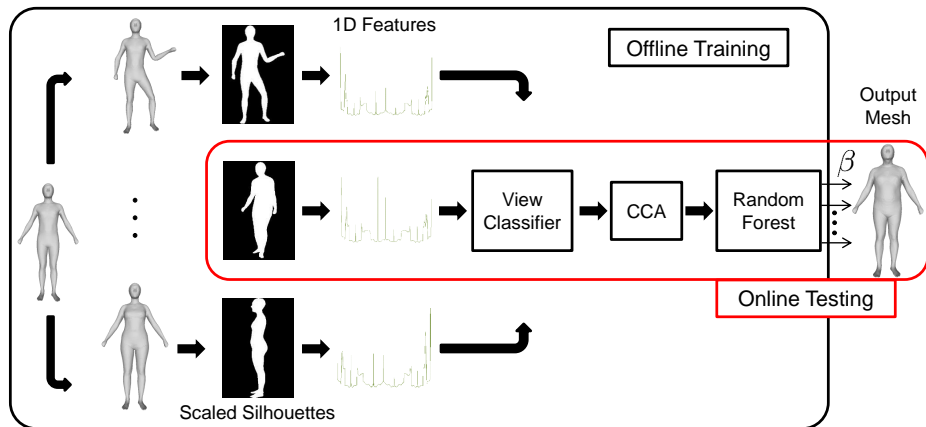 1D Features
Offline Training
Output
Mesh
β
View
Classifier
CCA
Random
Forest
Online Testing
Scaled Silhouettes